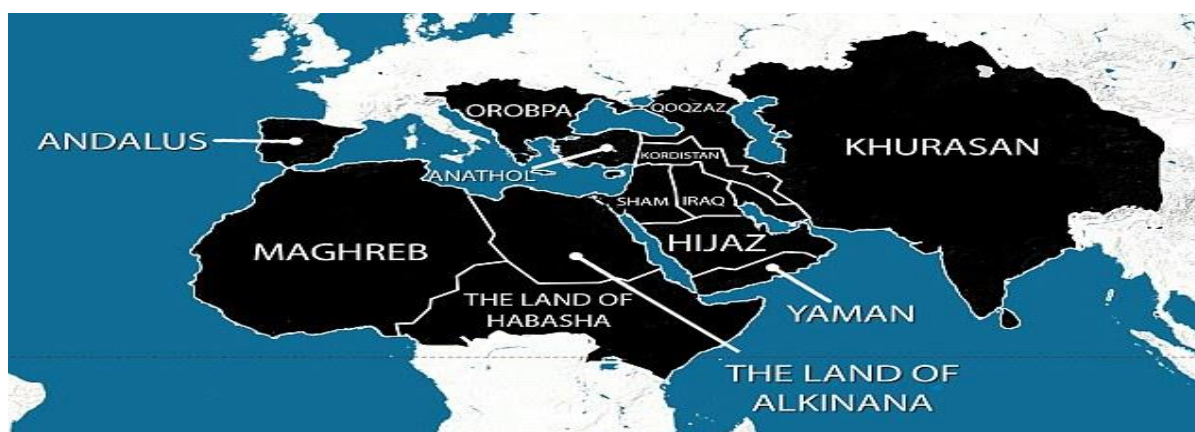 OROBPA
QOQZAZ
ANDALUS
KHURASAN
KORDISTAN
ANATHOL
SHAM
IRAQ
MAGHREB
HIJAZ
THE LAND OF
HABASHA
YAMAN
THE LAND OF
ALKINANA